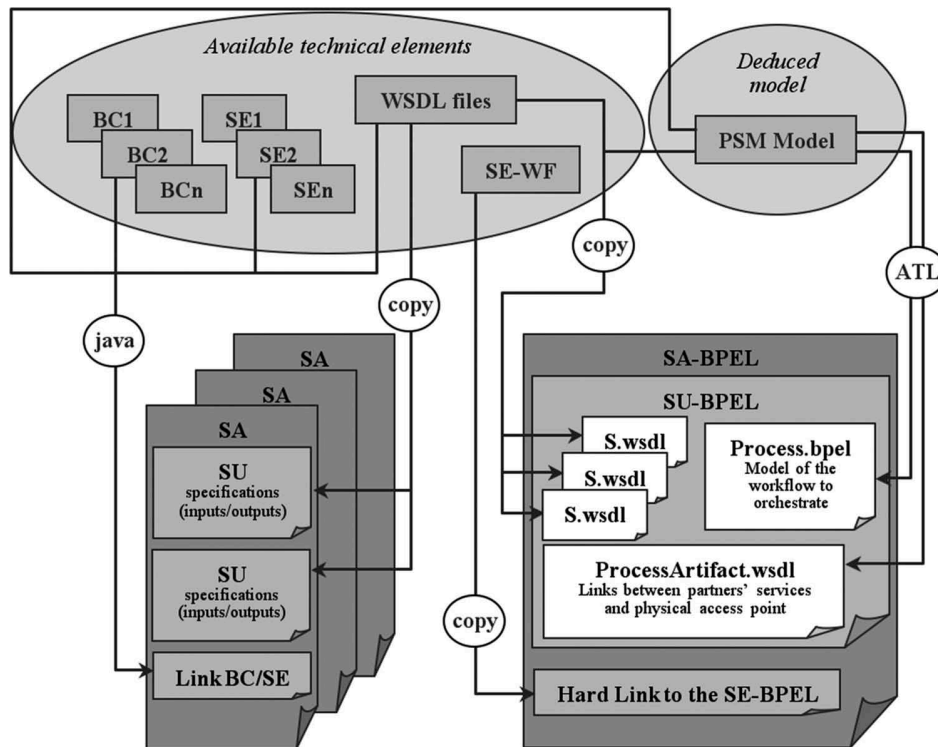 Available technical elements
Deduced
model
BC1
BC2
BCn
SE1
SE2
SEn
WSDL files
SE-WF
PSM Model
copy
ATL
copy
java
SA
SA
SA
SU
specifications
(inputs/outputs)
SU
specifications
(inputs/outputs)
Link BC/SE
copy
SA-BPEL
SU-BPEL
S.wsdl
S.wsdl
S.wsdl
Process.bpel
Model of the
workflow to
orchestrate
ProcessArtifact.wsdl
Links between partners’ services
and physical access point
Hard Link to the SE-BPEL